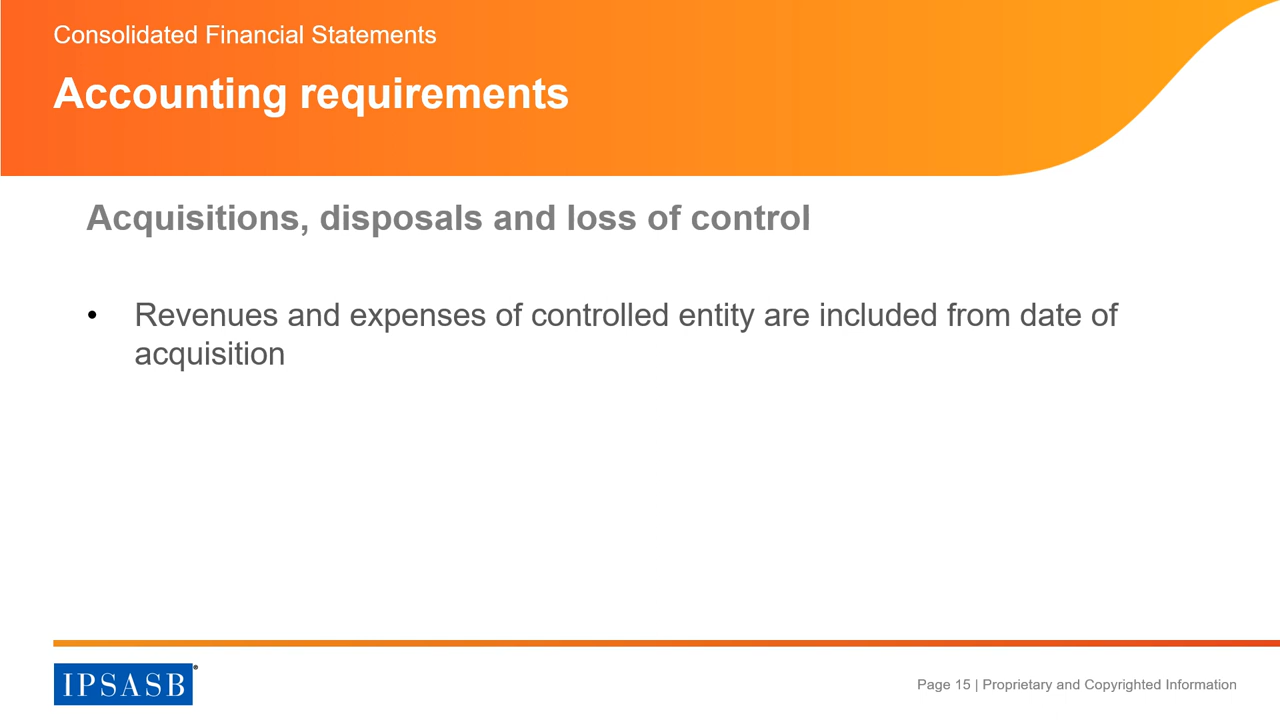 Consolidated Financial Statements
Accounting requirements
Acquisitions, disposals and loss of control
• Revenues and expenses of controlled entity are included from date of
acquisition
IPSASB®
Page 15 | Proprietary and Copyrighted Information